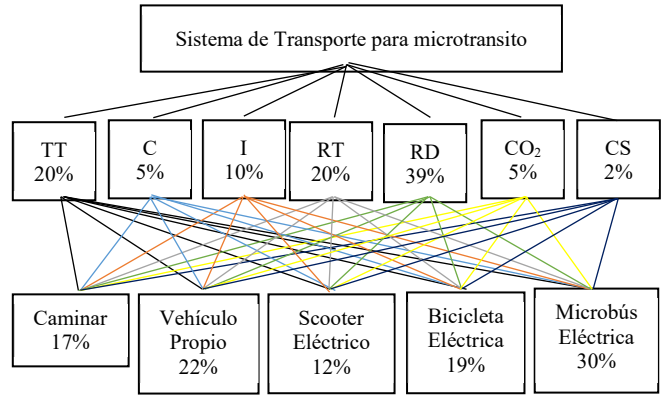 Sistema de Transporte para microtransito
TT
20%
C
5%
I
10%
RT
20%
RD
39%
CO₂
5%
CS
2%
Caminar
17%
Vehículo
Propio
22%
Scooter
Eléctrico
12%
Bicicleta
Eléctrica
19%
Microbús
Eléctrica
30%